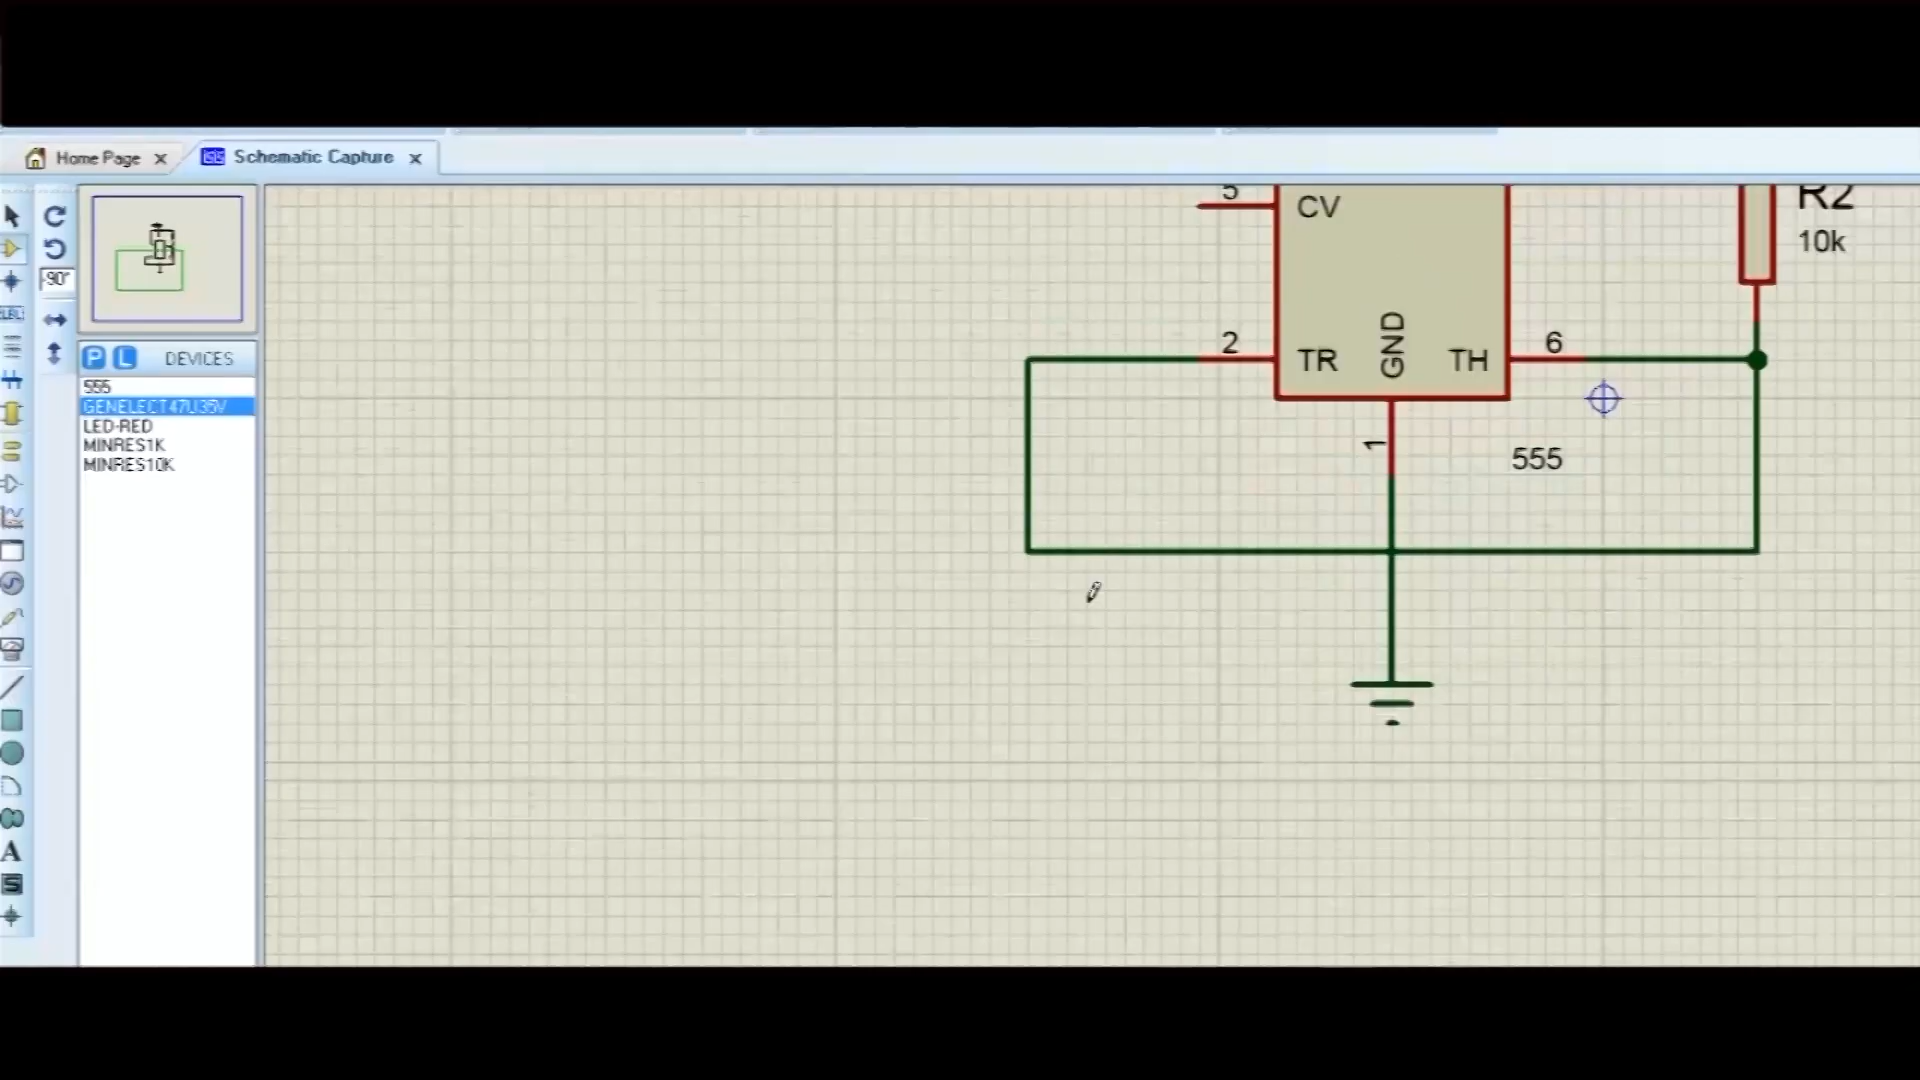 Home Page
Schematic Capture
-90°
P L DEVICES
555
GENELECT47U35V
LED-RED
MINRES1K
MINRES10K
LBL
A
S
5
CV
R2
10k
2
TR
GND
TH
6
1
555